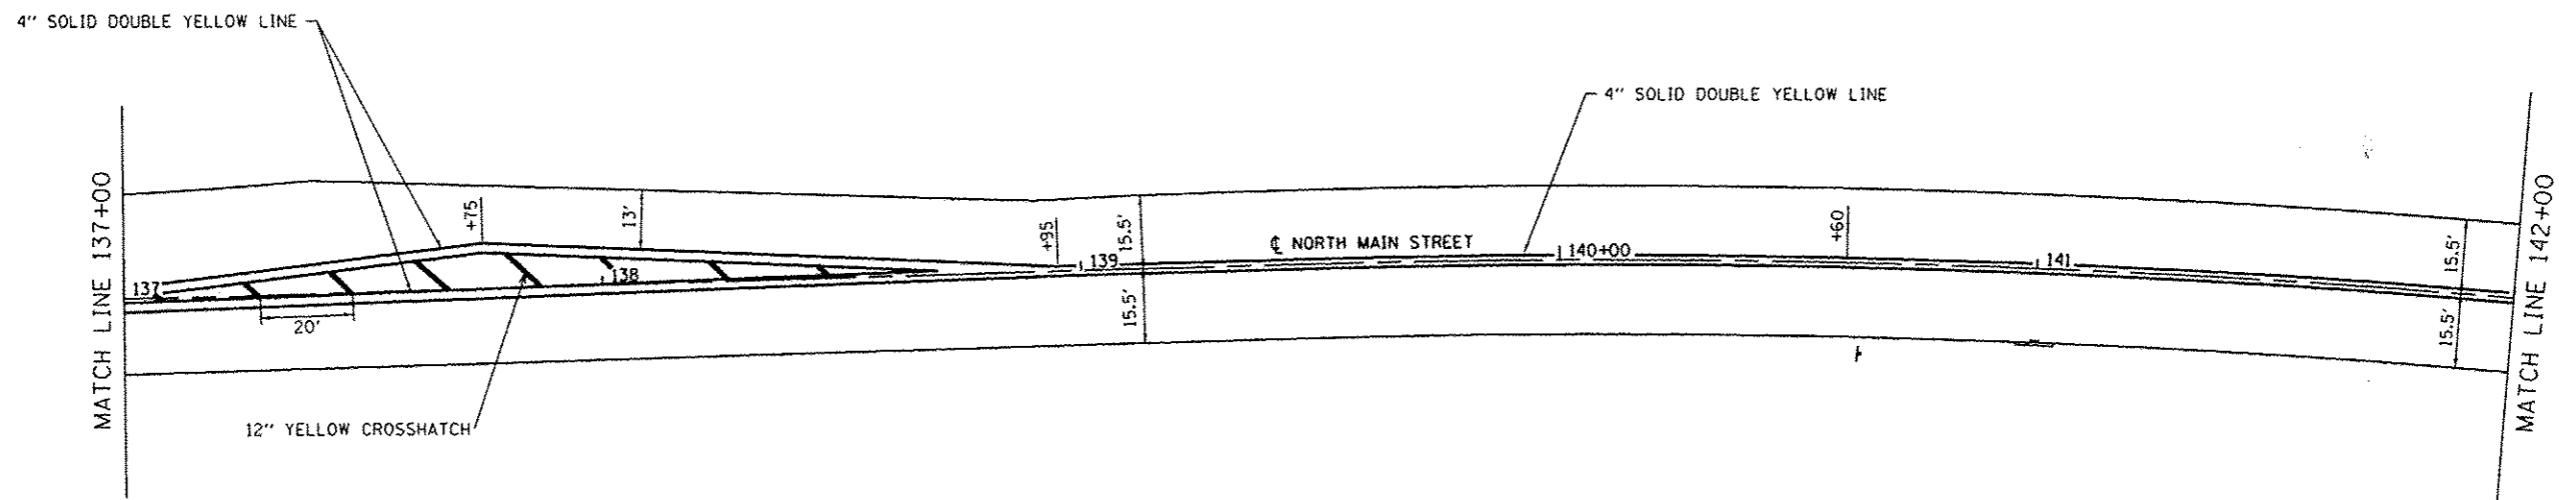 4" SOLID DOUBLE YELLOW LINE
4" SOLID DOUBLE YELLOW LINE
MATCH LINE 137+00
MATCH LINE 142+00
+75
13'
+95
15.5'
15.5'
+60
15.5'
15.5'
℄ NORTH MAIN STREET
137
138
139
140+00
141
20'
12" YELLOW CROSSHATCH